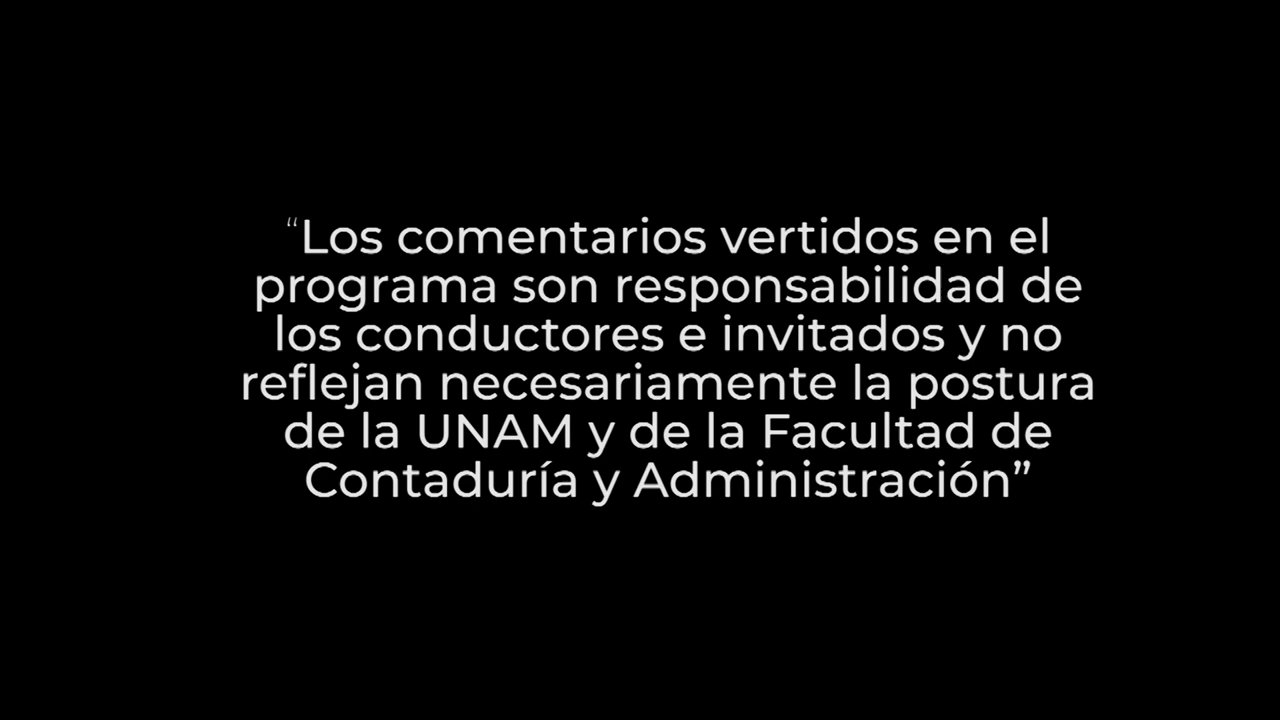 “Los comentarios vertidos en el
programa son responsabilidad de
los conductores e invitados y no
reflejan necesariamente la postura
de la UNAM y de la Facultad de
Contaduría y Administración”